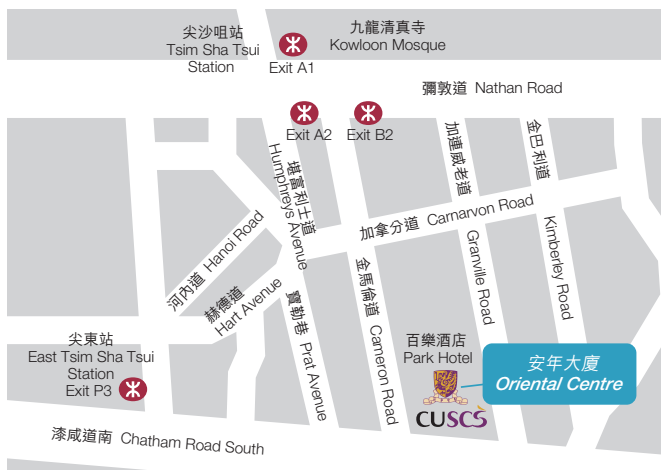 尖沙咀站
Tsim Sha Tsui
Station
Exit A1
九龍清真寺
Kowloon Mosque
彌敦道 Nathan Road
Exit A2
Exit B2
堪富利士道
Humphreys Avenue
加連威老道
Granville Road
金巴利道
Kimberley Road
加拿分道 Carnarvon Road
河內道 Hanoi Road
赫德道
Hart Avenue
寶勒巷 Prat Avenue
金馬倫道 Cameron Road
百樂酒店
Park Hotel
安年大廈
Oriental Centre
CUSCS
尖東站
East Tsim Sha Tsui
Station
Exit P3
漆咸道南 Chatham Road South